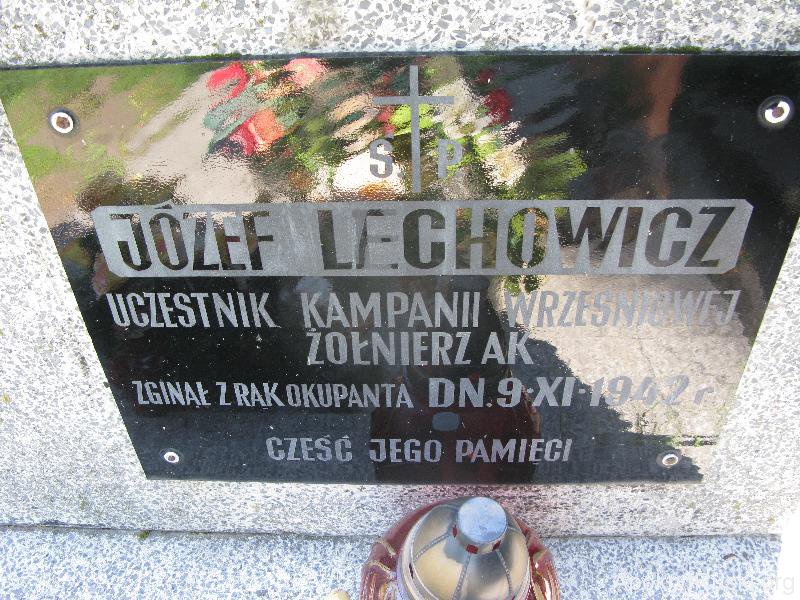 Ś P
JÓZEF LECHOWICZ
UCZESTNIK KAMPANII WRZEŚNIOWEJ
ŻOŁNIERZ AK
ZGINĄŁ Z RĄK OKUPANTA DN. 9·XI·1942 r
CZEŚĆ JEGO PAMIĘCI